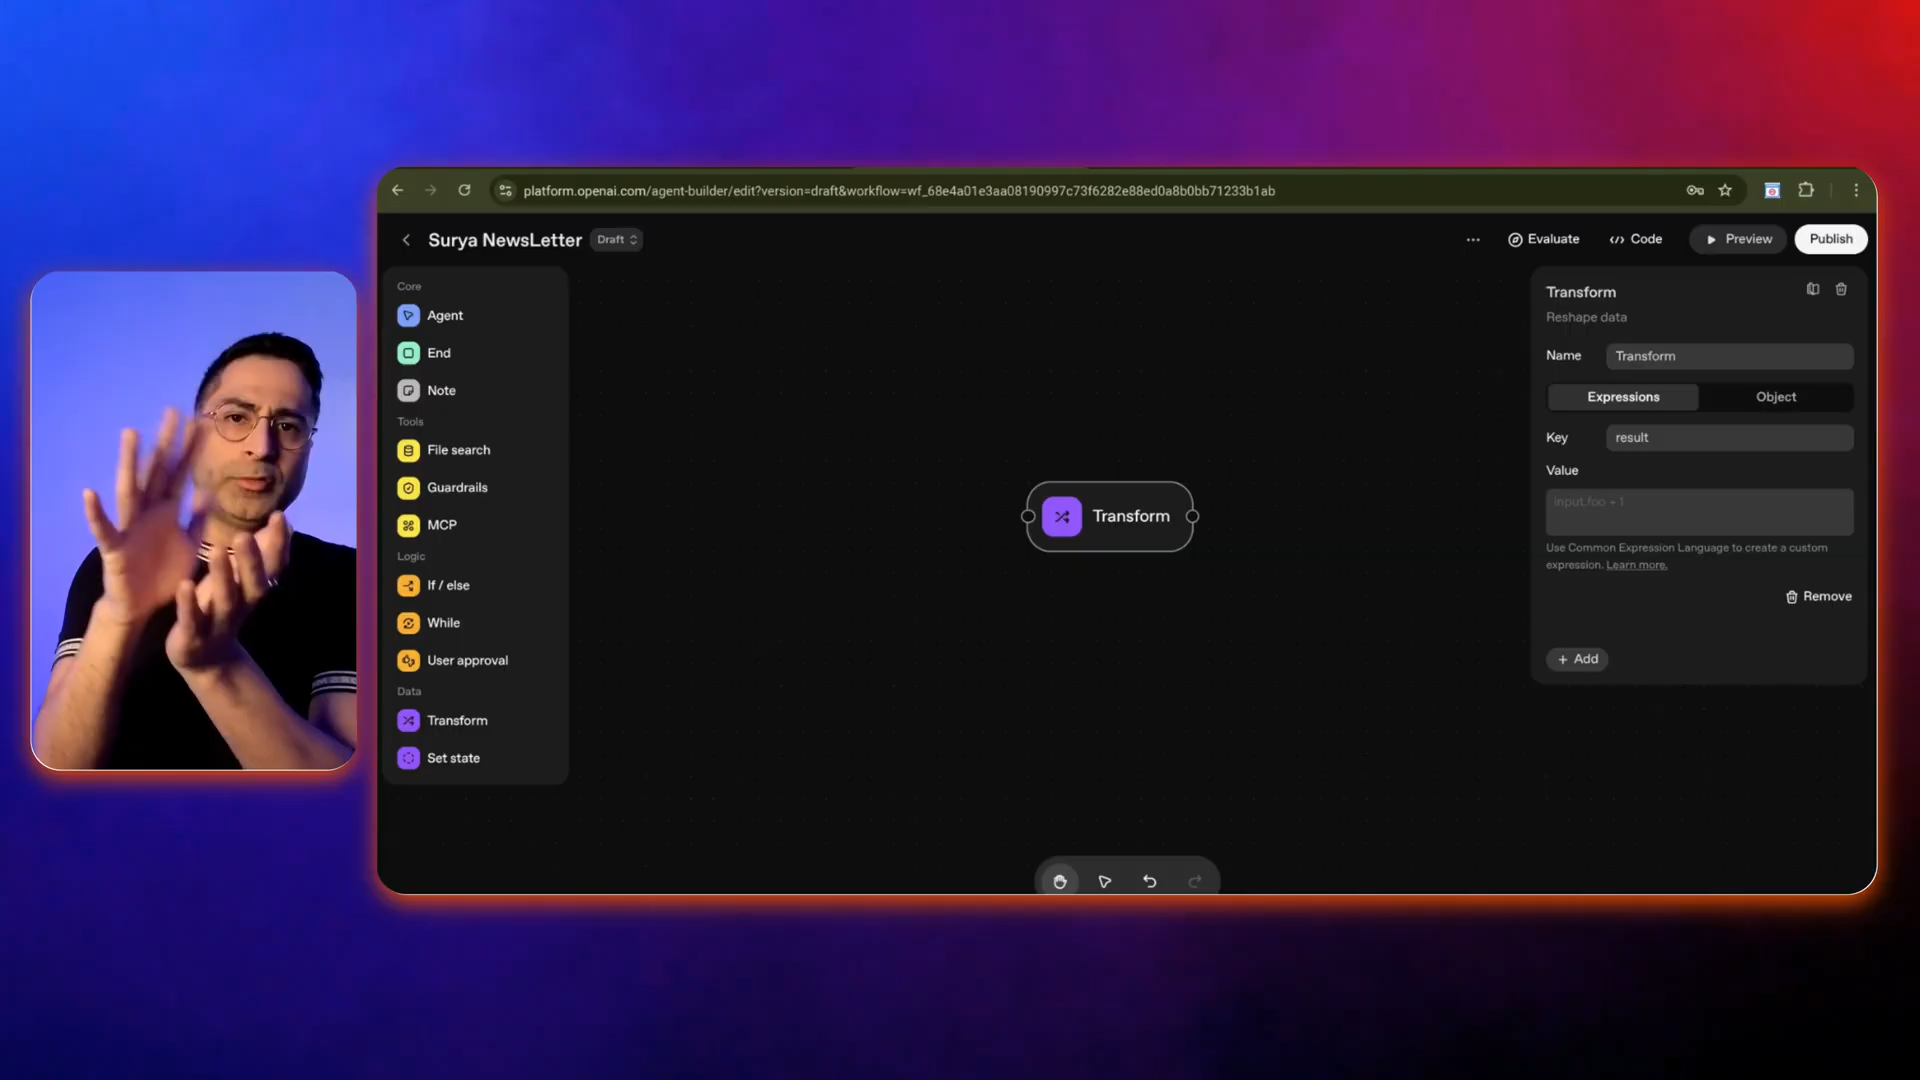 platform.openai.com/agent-builder/edit?version=draft&workflow=wf_68e4a01e3aa08190997c73f6282e88ed0a8b0bb71233b1ab
Surya NewsLetter
Draft
Evaluate
Code
Preview
Publish
Core
Agent
End
Note
Tools
File search
Guardrails
MCP
Logic
If / else
While
User approval
Data
Transform
Set state
Transform
Transform
Reshape data
Name
Transform
Expressions
Object
Key
result
Value
input.foo + 1
Use Common Expression Language to create a custom
expression. Learn more.
Remove
+ Add